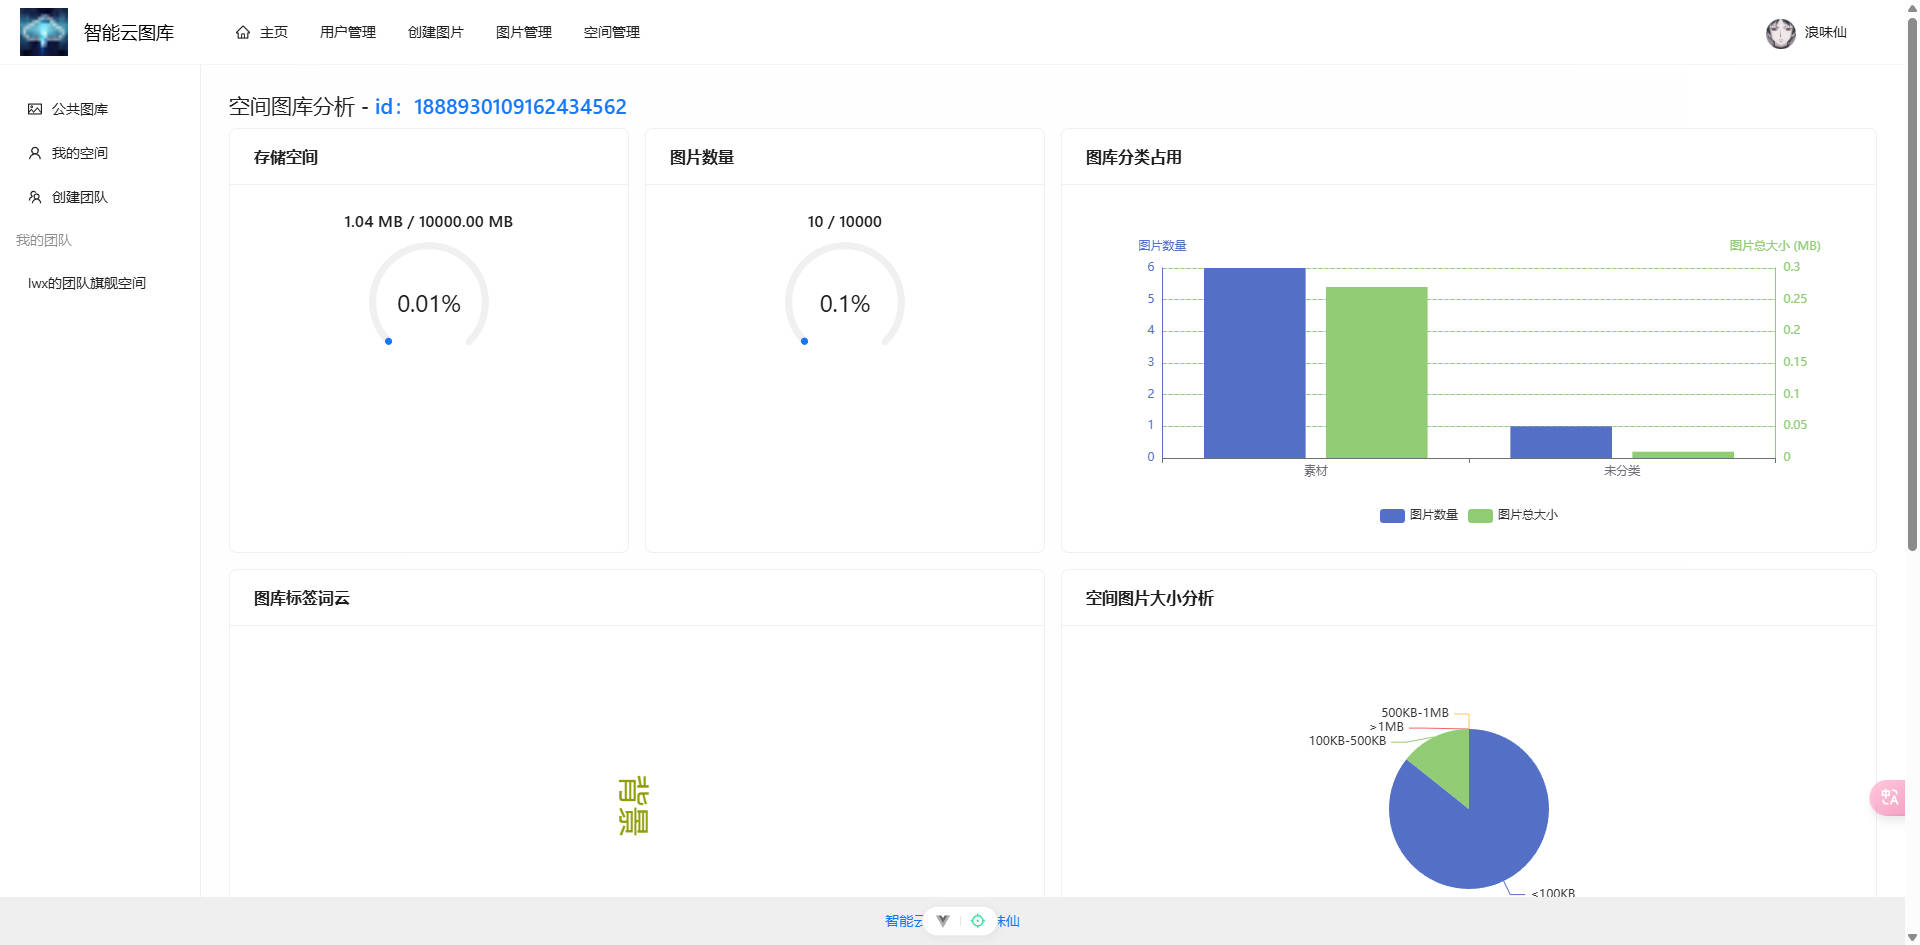 智能云图库
主页
用户管理
创建图片
图片管理
空间管理
浪味仙
公共图库
我的空间
创建团队
我的团队
lwx的团队旗舰空间
空间图库分析 - id：1888930109162434562
存储空间
1.04 MB / 10000.00 MB
0.01%
图片数量
10 / 10000
0.1%
图库分类占用
图片数量
图片总大小 (MB)
6
5
4
3
2
1
0
0.3
0.25
0.2
0.15
0.1
0.05
0
素材
未分类
图片数量
图片总大小
图库标签词云
背景
空间图片大小分析
500KB-1MB
>1MB
100KB-500KB
<100KB
中A
智能云
味仙